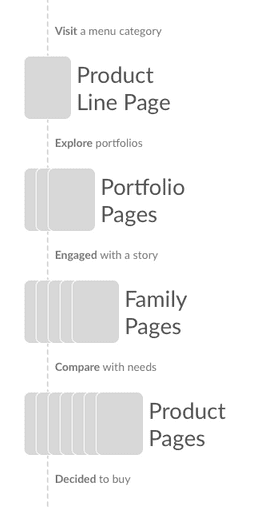 Visit a menu category
Product
Line Page
Explore portfolios
Portfolio
Pages
Engaged with a story
Family
Pages
Compare with needs
Product
Pages
Decided to buy